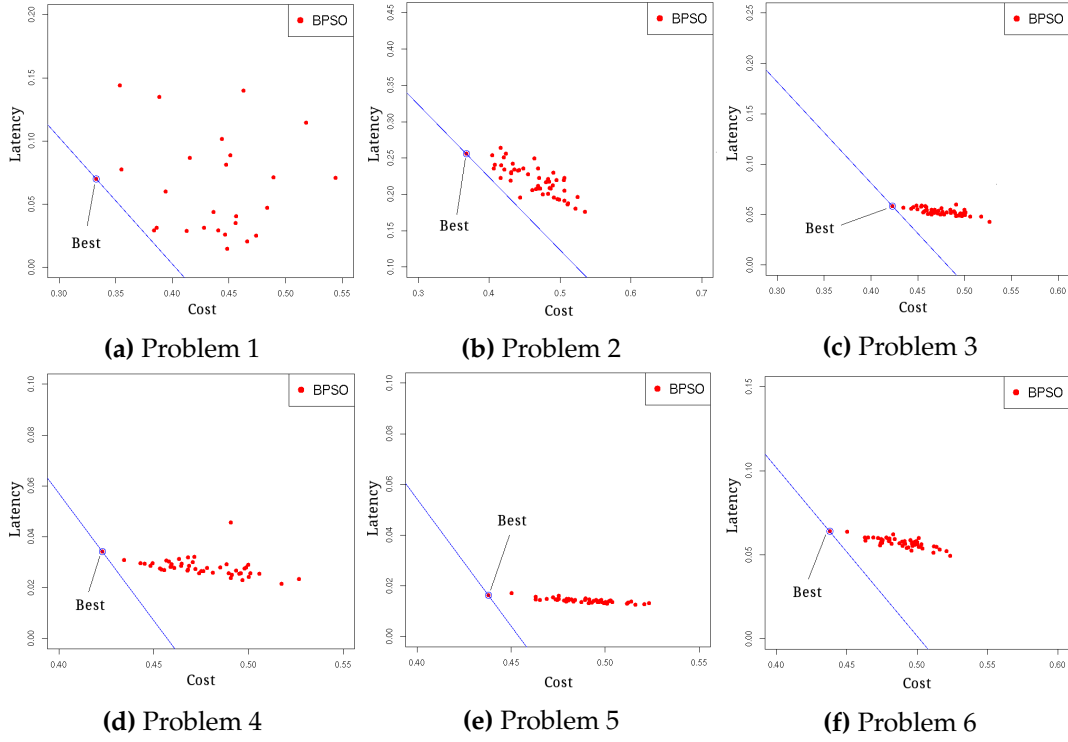 BPSO
Latency
0.20
0.15
0.10
0.05
0.00
Best
0.30 0.35 0.40 0.45 0.50 0.55
Cost
(a) Problem 1
BPSO
Latency
0.45
0.40
0.35
0.30
0.25
0.20
0.15
0.10
Best
0.3 0.4 0.5 0.6 0.7
Cost
(b) Problem 2
BPSO
Latency
0.25
0.20
0.15
0.10
0.05
0.00
Best
0.30 0.35 0.40 0.45 0.50 0.55 0.60
Cost
(c) Problem 3
BPSO
Latency
0.10
0.08
0.06
0.04
0.02
0.00
Best
0.40 0.45 0.50 0.55
Cost
(d) Problem 4
BPSO
Latency
0.10
0.08
0.06
0.04
0.02
0.00
Best
0.40 0.45 0.50 0.55
Cost
(e) Problem 5
BPSO
Latency
0.15
0.10
0.05
0.00
Best
0.40 0.45 0.50 0.55 0.60
Cost
(f) Problem 6